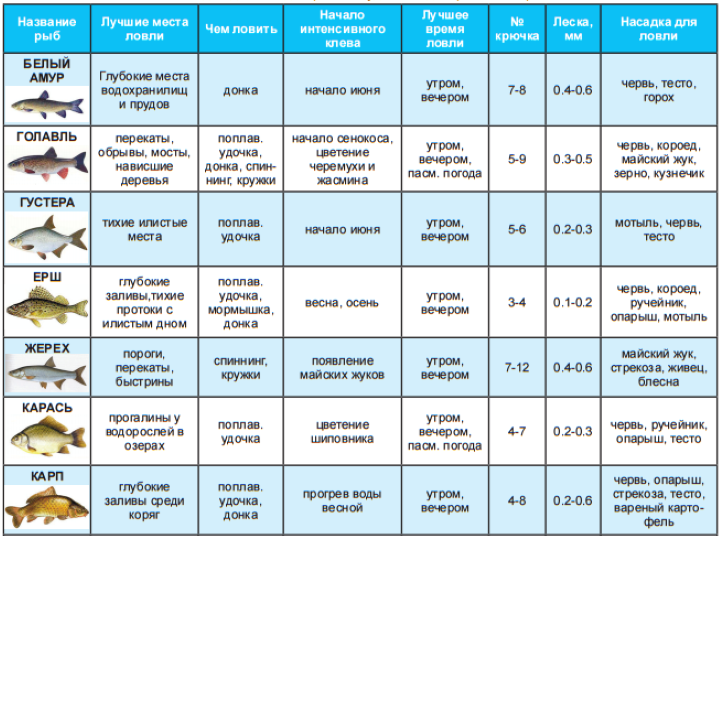 Название рыб
Лучшие места ловли
Чем ловить
Начало интенсивного клева
Лучшее время ловли
№ крючка
Леска, мм
Насадка для ловли
БЕЛЫЙ АМУР
Глубокие места водохранилищ и прудов
донка
начало июня
утром, вечером
7-8
0.4-0.6
червь, тесто, горох
ГОЛАВЛЬ
перекаты, обрывы, мосты, нависшие деревья
поплав. удочка, донка, спин- нинг, кружки
начало сенокоса, цветение черемухи и жасмина
утром, вечером, пасм. погода
5-9
0.3-0.5
червь, короед, майский жук, зерно, кузнечик
ГУСТЕРА
тихие илистые места
поплав. удочка
начало июня
утром, вечером
5-6
0.2-0.3
мотыль, червь, тесто
ЕРШ
глубокие заливы,тихие протоки с илистым дном
поплав. удочка, мормышка, донка
весна, осень
утром, вечером
3-4
0.1-0.2
червь, короед, ручейник, опарыш, мотыль
ЖЕРЕХ
пороги, перекаты, быстрины
спиннинг, кружки
появление майских жуков
утром, вечером
7-12
0.4-0.6
майский жук, стрекоза, живец, блесна
КАРАСЬ
прогалины у водорослей в озерах
поплав. удочка
цветение шиповника
утром, вечером, пасм. погода
4-7
0.2-0.3
червь, ручейник, опарыш, тесто
КАРП
глубокие заливы среди коряг
поплав. удочка, донка
прогрев воды весной
утром, вечером
4-8
0.2-0.6
червь, опарыш, стрекоза, тесто, вареный карто- фель